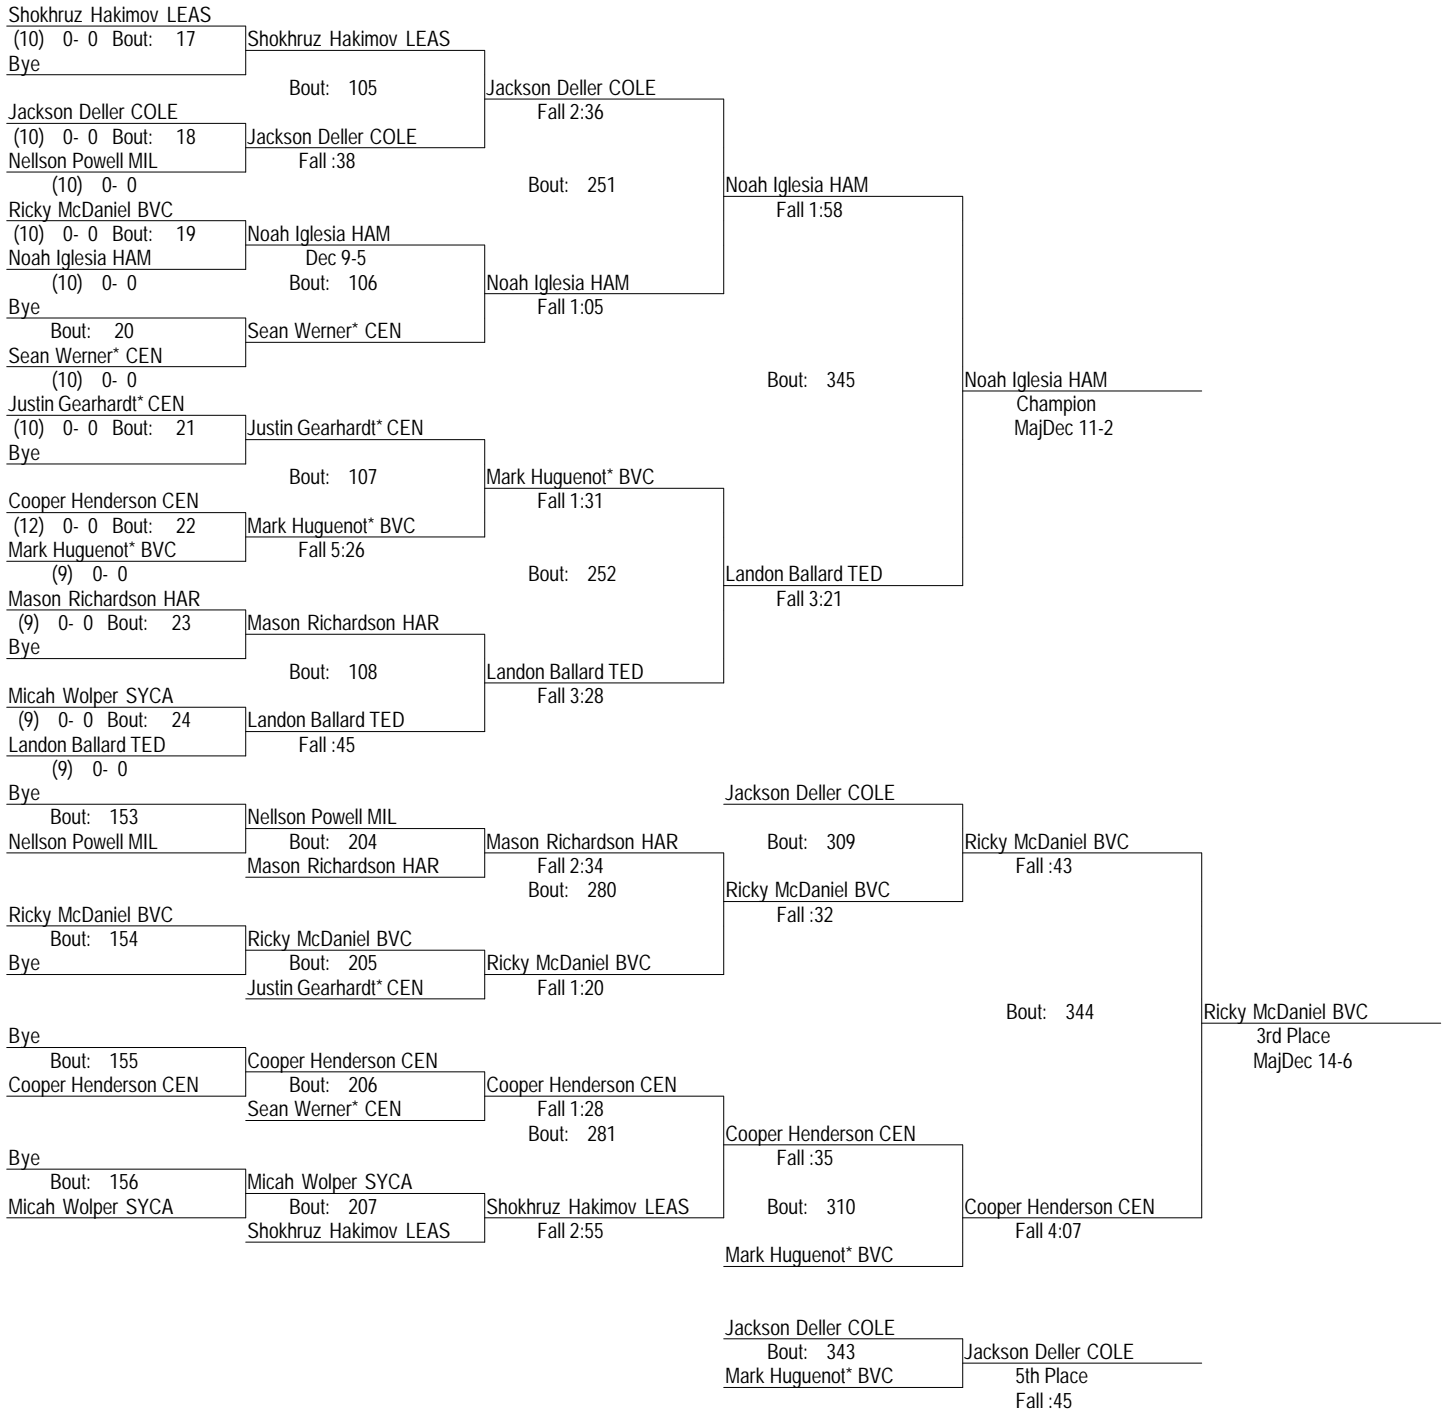 Shokhruz Hakimov LEAS
(10) 0- 0 Bout: 17 Shokhruz Hakimov LEAS
Bye
Bout: 105 Jackson Deller COLE
Jackson Deller COLE Fall 2:36
(10) 0- 0 Bout: 18 Jackson Deller COLE
Nellson Powell MIL Fall :38
(10) 0- 0 Bout: 251 Noah Iglesia HAM
Ricky McDaniel BVC Fall 1:58
(10) 0- 0 Bout: 19 Noah Iglesia HAM
Noah Iglesia HAM Dec 9-5
(10) 0- 0 Bout: 106 Noah Iglesia HAM
Bye Fall 1:05
Bout: 20 Sean Werner* CEN
Sean Werner* CEN
(10) 0- 0 Bout: 345 Noah Iglesia HAM
Justin Gearhardt* CEN Champion
(10) 0- 0 Bout: 21 Justin Gearhardt* CEN MajDec 11-2
Bye
Bout: 107 Mark Huguenot* BVC
Cooper Henderson CEN Fall 1:31
(12) 0- 0 Bout: 22 Mark Huguenot* BVC
Mark Huguenot* BVC Fall 5:26
(9) 0- 0 Bout: 252 Landon Ballard TED
Mason Richardson HAR Fall 3:21
(9) 0- 0 Bout: 23 Mason Richardson HAR
Bye
Bout: 108 Landon Ballard TED
Micah Wolper SYCA Fall 3:28
(9) 0- 0 Bout: 24 Landon Ballard TED
Landon Ballard TED Fall :45
(9) 0- 0
Bye Jackson Deller COLE
Bout: 153 Nellson Powell MIL
Nellson Powell MIL Bout: 204 Mason Richardson HAR Bout: 309 Ricky McDaniel BVC
Mason Richardson HAR Fall 2:34 Fall :43
Bout: 280 Ricky McDaniel BVC
Ricky McDaniel BVC Fall :32
Bout: 154 Ricky McDaniel BVC
Bye Bout: 205 Ricky McDaniel BVC
Justin Gearhardt* CEN Fall 1:20
Bout: 344 Ricky McDaniel BVC
Bye 3rd Place
Bout: 155 Cooper Henderson CEN MajDec 14-6
Cooper Henderson CEN Bout: 206 Cooper Henderson CEN
Sean Werner* CEN Fall 1:28
Bout: 281 Cooper Henderson CEN
Bye Fall :35
Bout: 156 Micah Wolper SYCA
Micah Wolper SYCA Bout: 207 Shokhruz Hakimov LEAS Bout: 310 Cooper Henderson CEN
Shokhruz Hakimov LEAS Fall 2:55 Fall 4:07
Mark Huguenot* BVC
Jackson Deller COLE
Bout: 343 Jackson Deller COLE
Mark Huguenot* BVC 5th Place
Fall :45